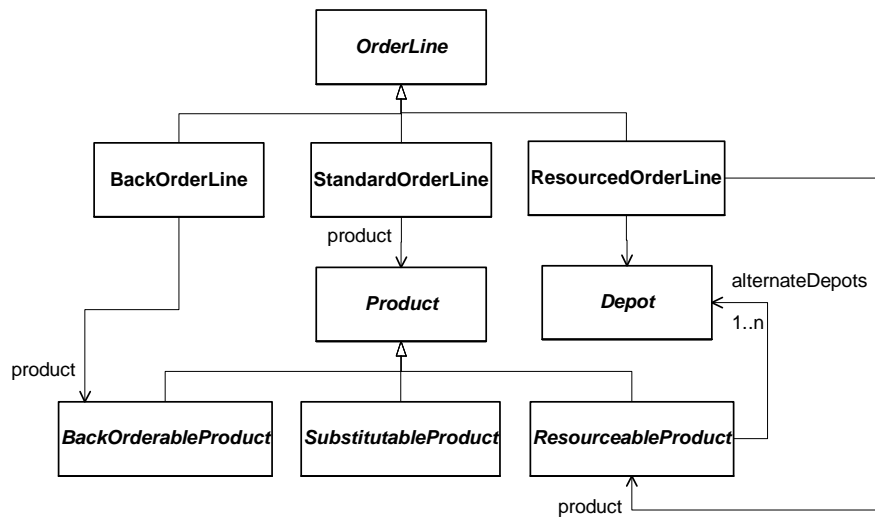 OrderLine
BackOrderLine
StandardOrderLine
ResourcedOrderLine
product
alternateDepots
Product
Depot
1..n
product
BackOrderableProduct
SubstitutableProduct
ResourceableProduct
product